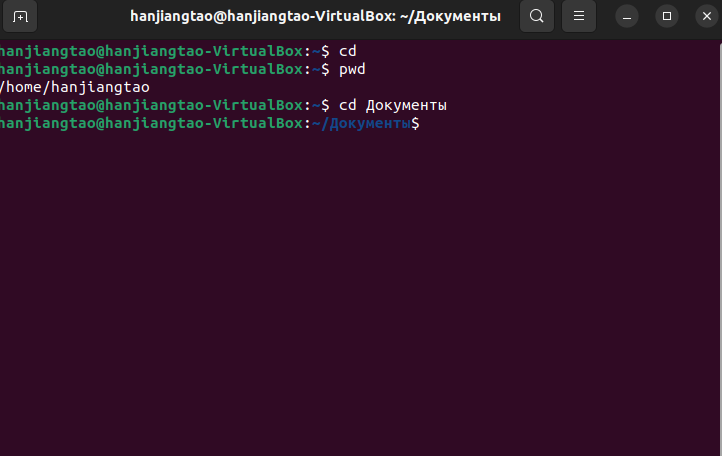 hanjiangtao@hanjiangtao-VirtualBox: ~/Документы
hanjiangtao@hanjiangtao-VirtualBox:~$ cd
hanjiangtao@hanjiangtao-VirtualBox:~$ pwd
/home/hanjiangtao
hanjiangtao@hanjiangtao-VirtualBox:~$ cd Документы
hanjiangtao@hanjiangtao-VirtualBox:~/Документы$